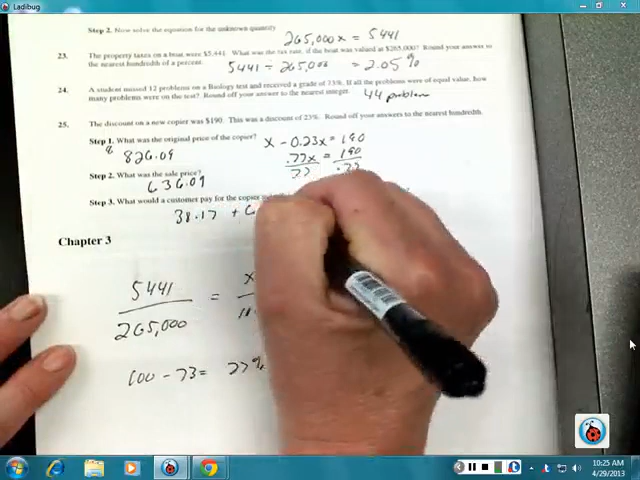 Ladibug
Step 2. Now solve the equation for the unknown quantity
265,000x = 5441
23. The property taxes on a boat were $5,441. What was the tax rate, if the boat was valued at $265,000? Round your answer to
the nearest hundredth of a percent.
5441 ÷ 265,000 = 2.05%
24. A student missed 12 problems on a Biology test and received a grade of 73%. If all the problems were of equal value, how
many problems were on the test? Round off your answer to the nearest integer.
44 problems
25. The discount on a new copier was $190. This was a discount of 23%. Round off your answers to the nearest hundredth.
Step 1. What was the original price of the copier?
x - 0.23x = 190
$ 826.09
.77x = 190
Step 2. What was the sale price?
636.09
Step 3. What would a customer pay for the copier
38.17 +
Chapter 3
5441
=
x
265,000
100 - 73 = 27%
10:25 AM
4/29/2013